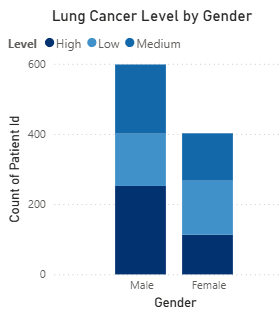 Lung Cancer Level by Gender
Level High Low Medium
600
400
200
0
Count of Patient Id
Male Female
Gender